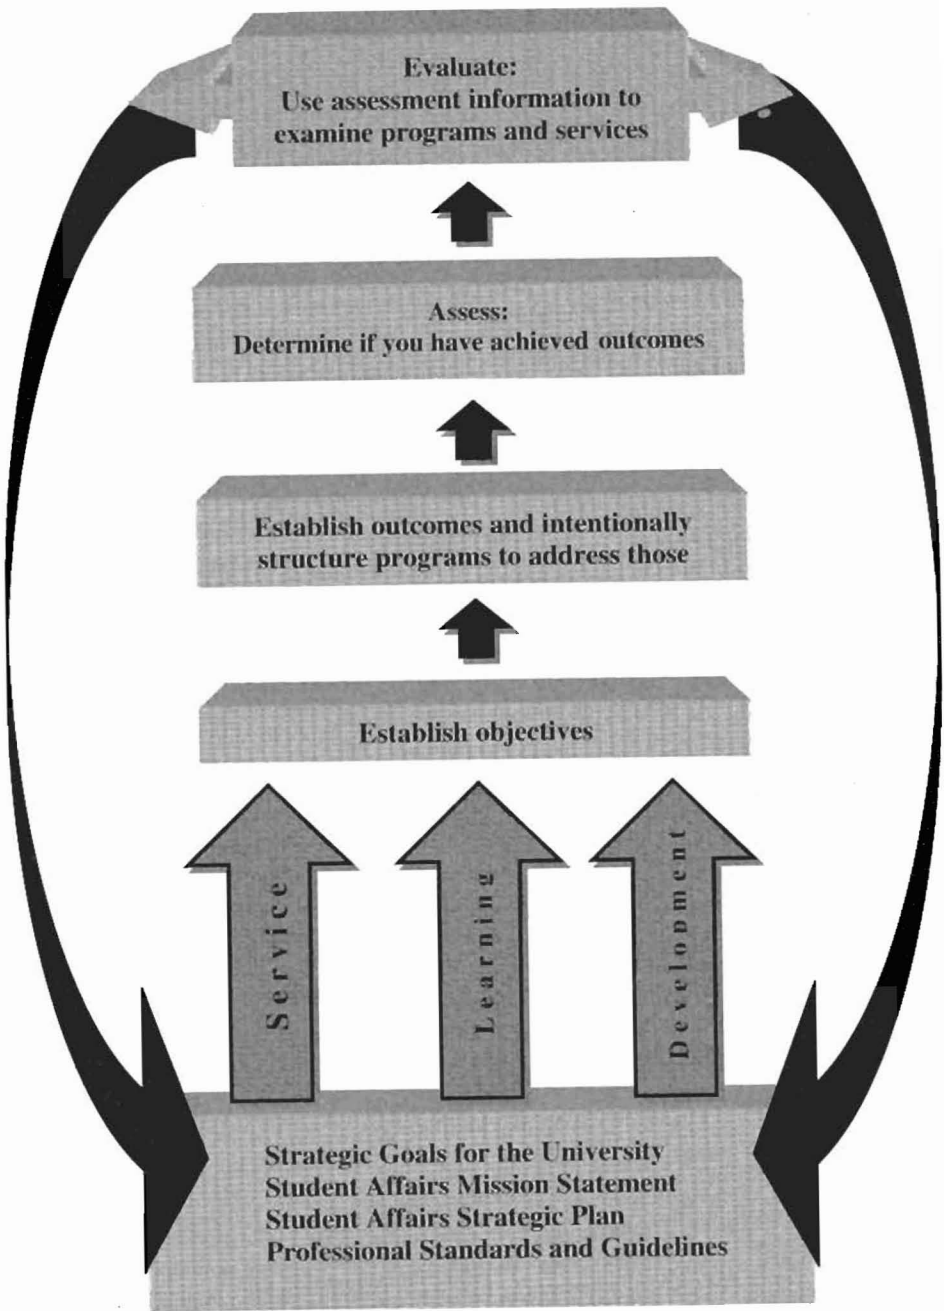 Evaluate:
Use assessment information to
examine programs and services
Assess:
Determine if you have achieved outcomes
Establish outcomes and intentionally
structure programs to address those
Establish objectives
Service
Learning
Development
Strategic Goals for the University
Student Affairs Mission Statement
Student Affairs Strategic Plan
Professional Standards and Guidelines